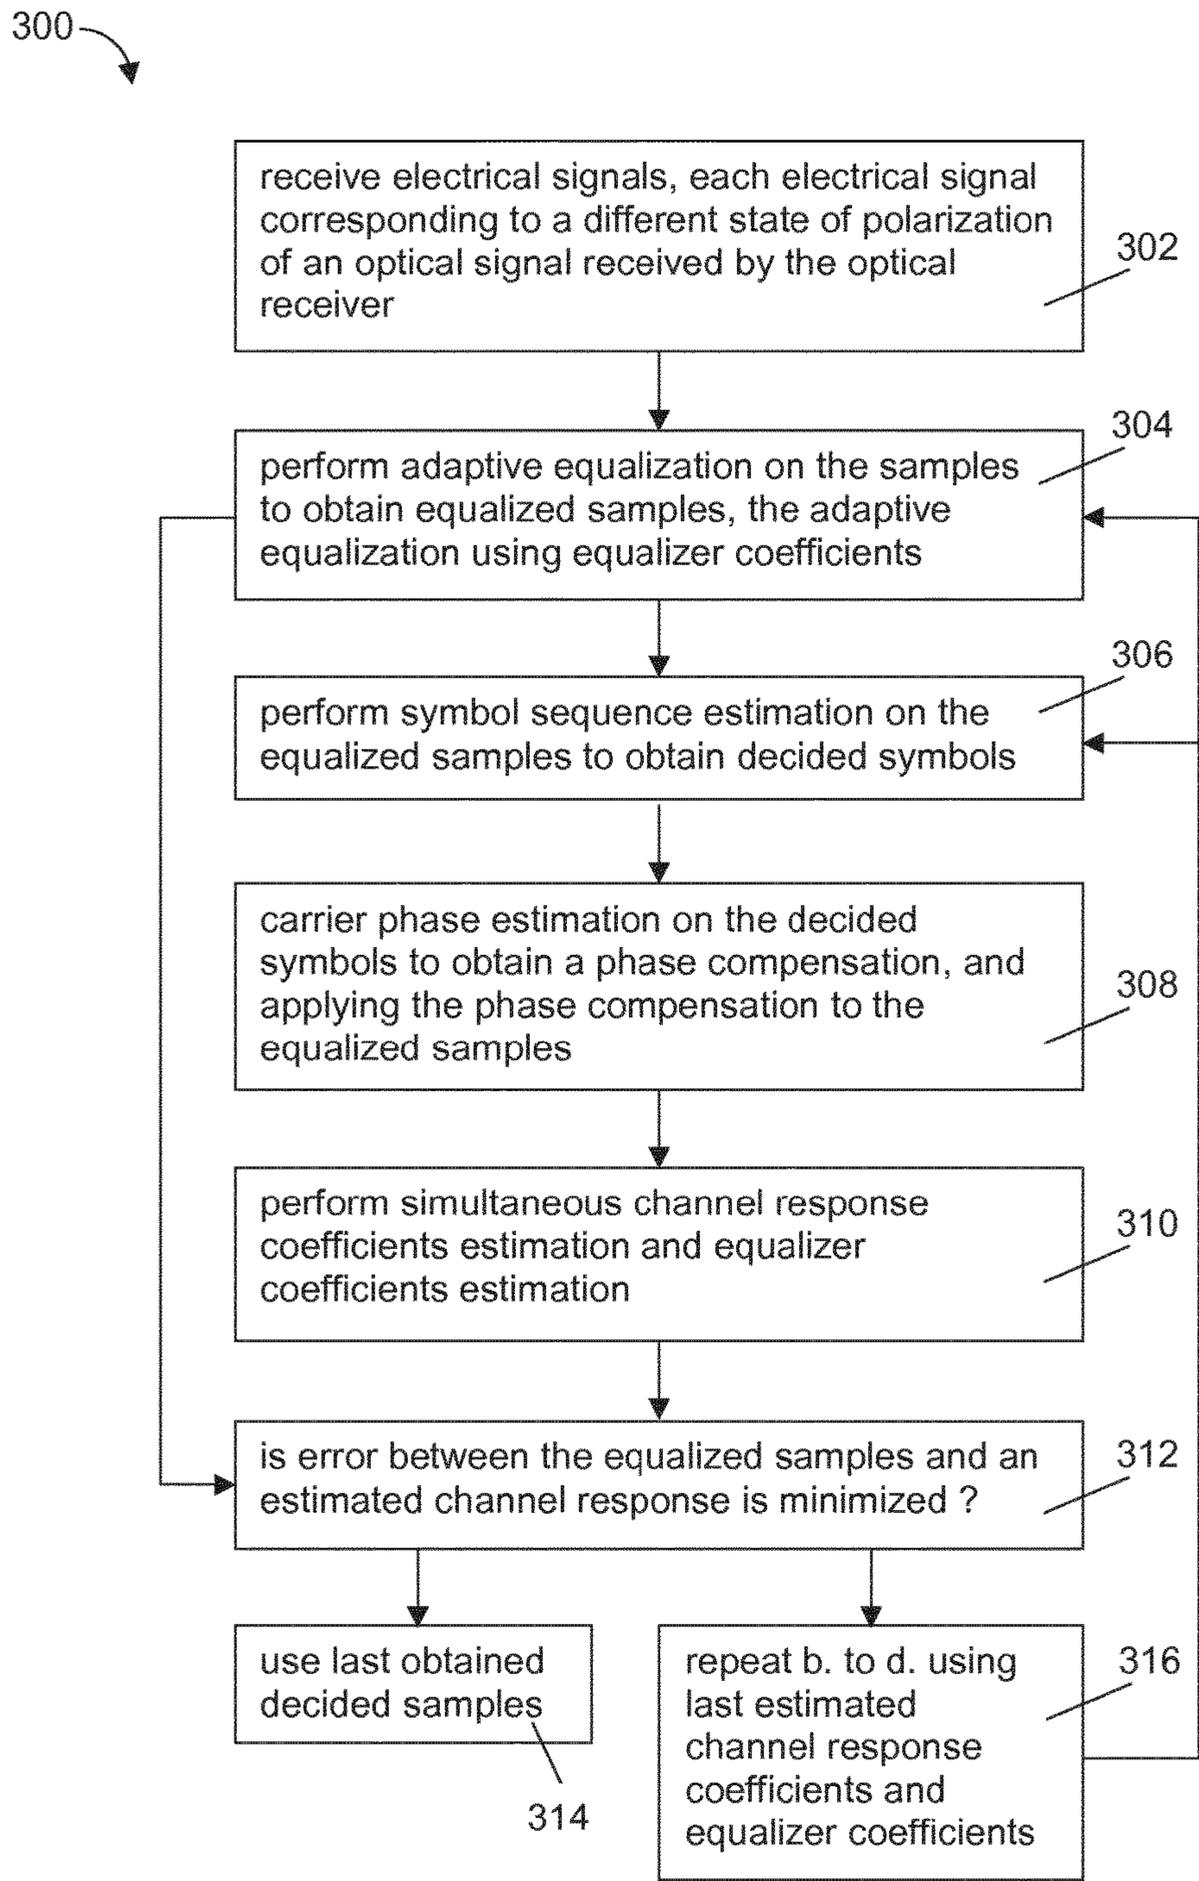 300
receive electrical signals, each electrical signal
corresponding to a different state of polarization
of an optical signal received by the optical
receiver
302
304
perform adaptive equalization on the samples
to obtain equalized samples, the adaptive
equalization using equalizer coefficients
306
perform symbol sequence estimation on the
equalized samples to obtain decided symbols
carrier phase estimation on the decided
symbols to obtain a phase compensation, and
applying the phase compensation to the
equalized samples
308
perform simultaneous channel response
coefficients estimation and equalizer
coefficients estimation
310
is error between the equalized samples and an
estimated channel response is minimized ?
312
use last obtained
decided samples
314
repeat b. to d. using
last estimated
channel response
coefficients and
equalizer coefficients
316